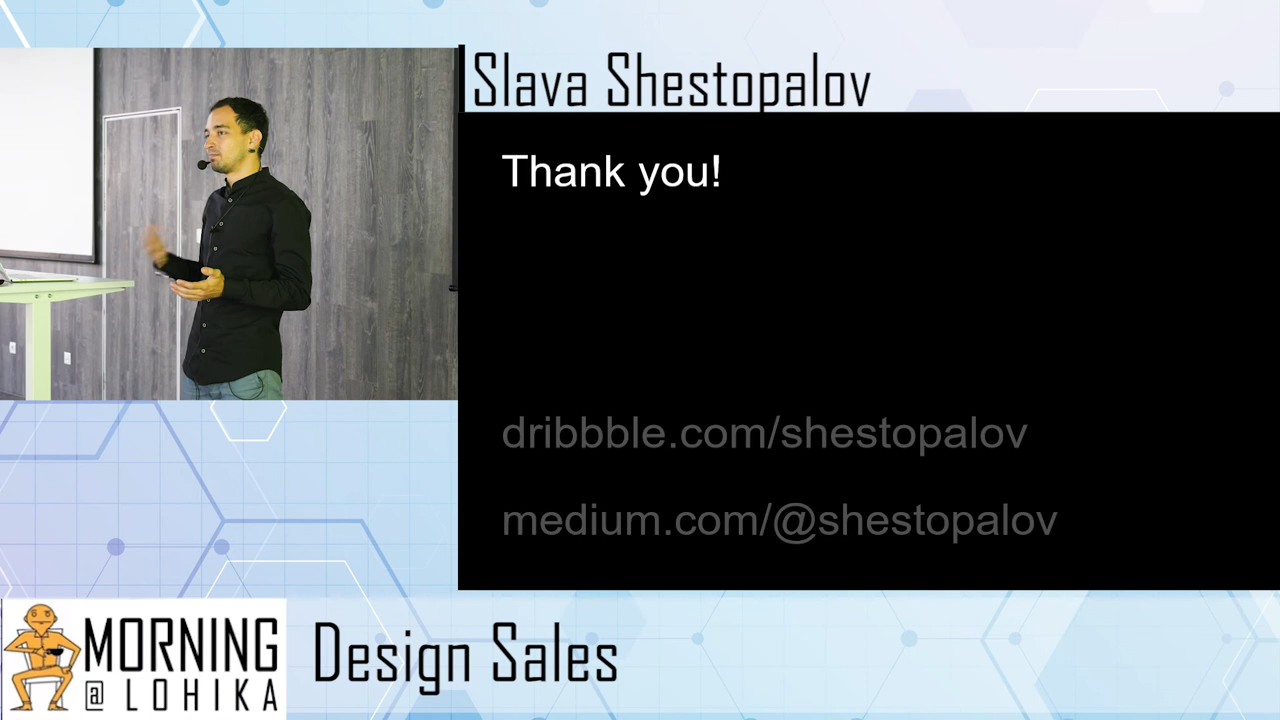 Slava Shestopalov
Thank you!
dribbble.com/shestopalov
medium.com/@shestopalov
MORNING
@ LOHIKA
Design Sales